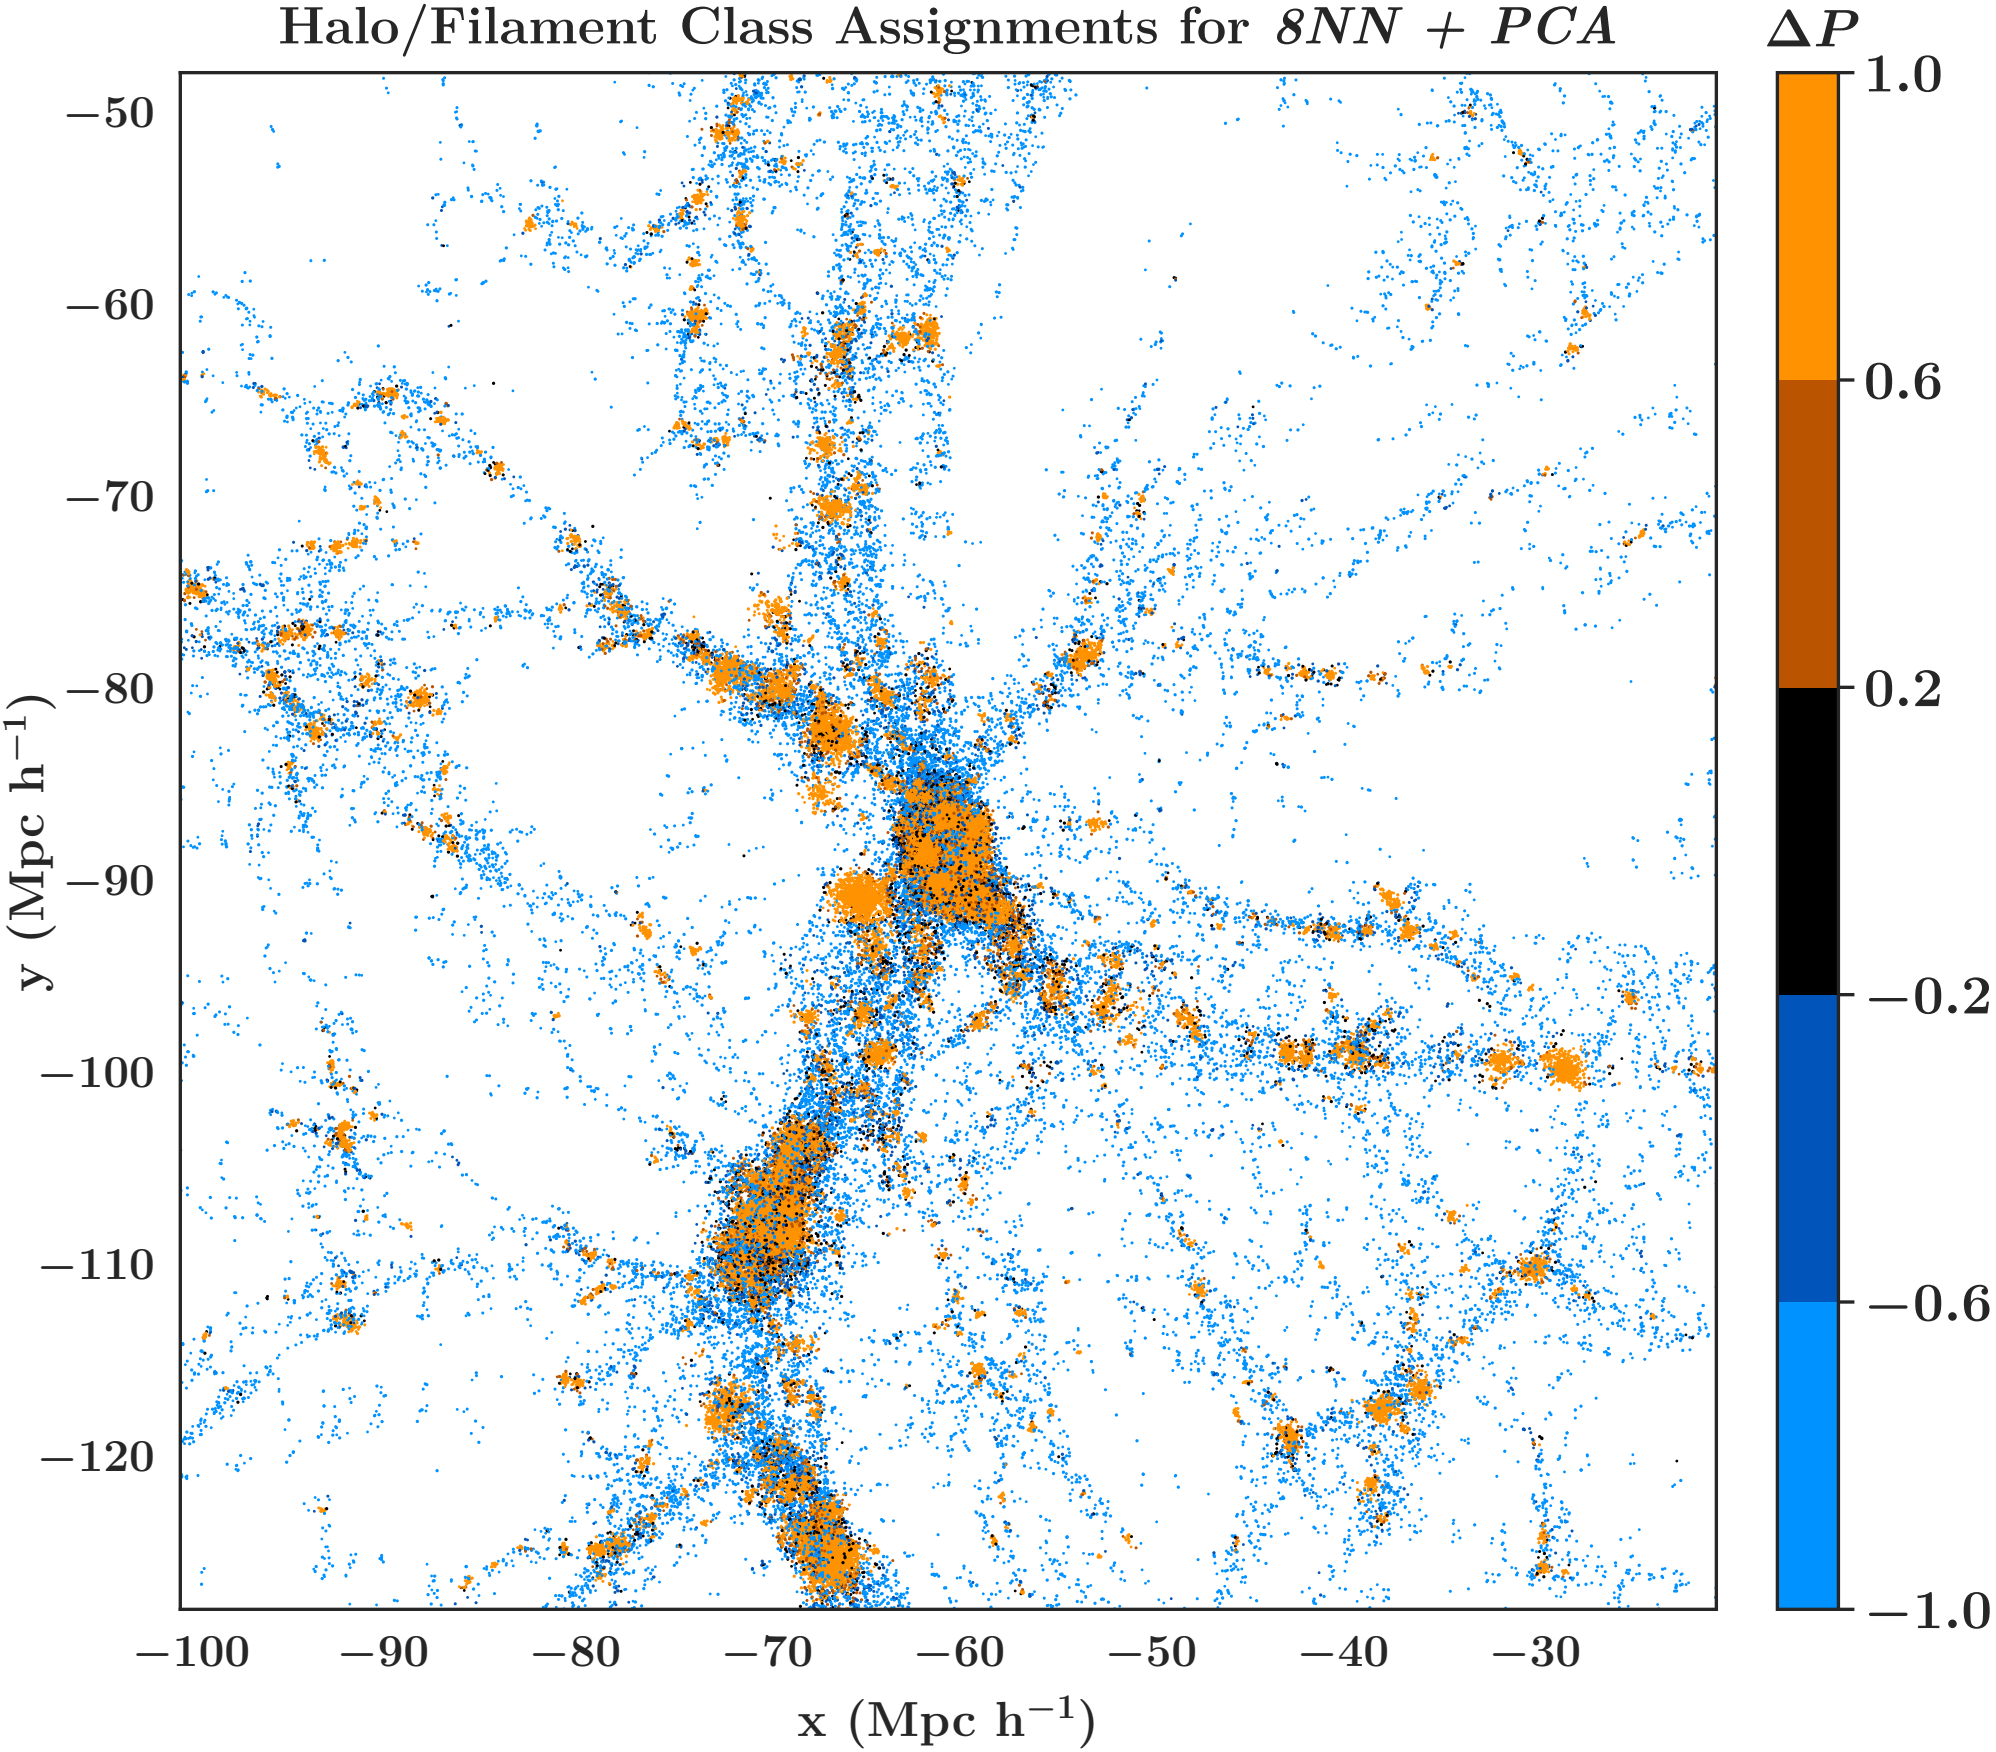 Halo/Filament Class Assignments for 8NN + PCA
ΔP
1.0
0.6
0.2
−0.2
−0.6
−1.0
y (Mpc h⁻¹)
−50
−60
−70
−80
−90
−100
−110
−120
−100 −90 −80 −70 −60 −50 −40 −30
x (Mpc h⁻¹)